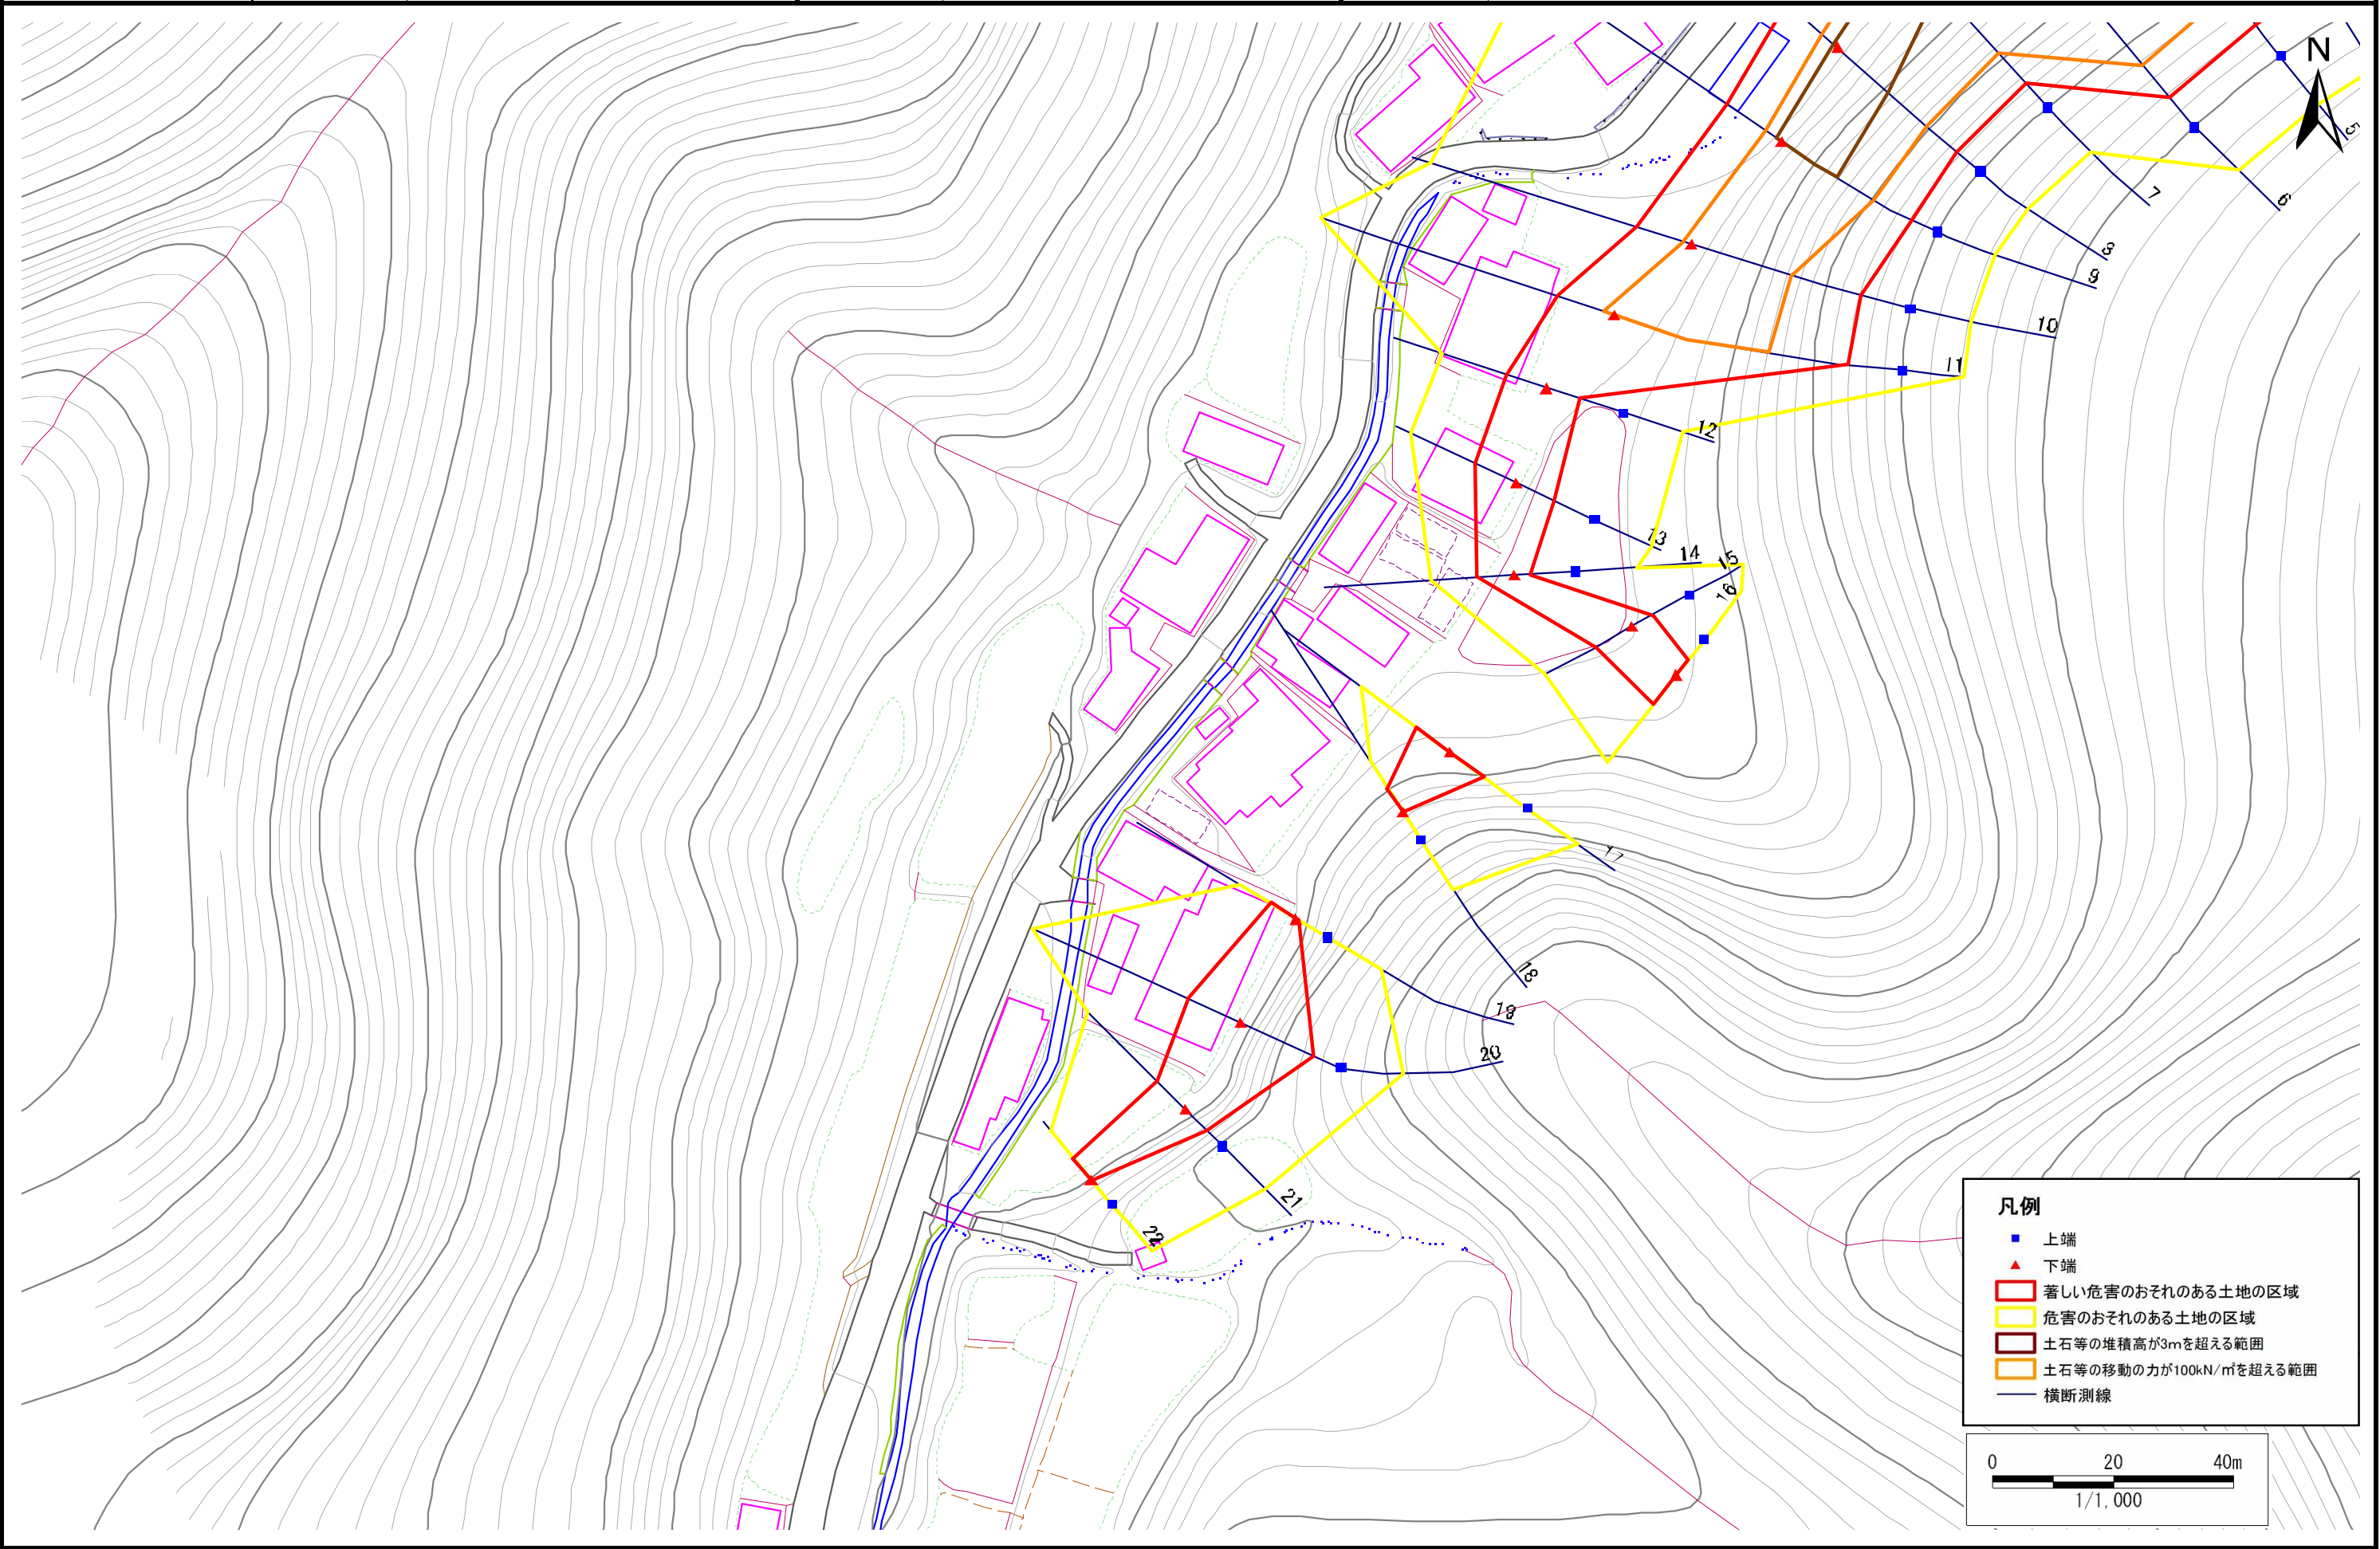 N
5
6
7
8
9
10
11
12
13
14
15
16
17
18
19
20
21
22
凡例
上端
下端
著しい危害のおそれのある土地の区域
危害のおそれのある土地の区域
土石等の堆積高が3mを超える範囲
土石等の移動の力が100kN/㎡を超える範囲
横断測線
0 20 40m
1/1,000